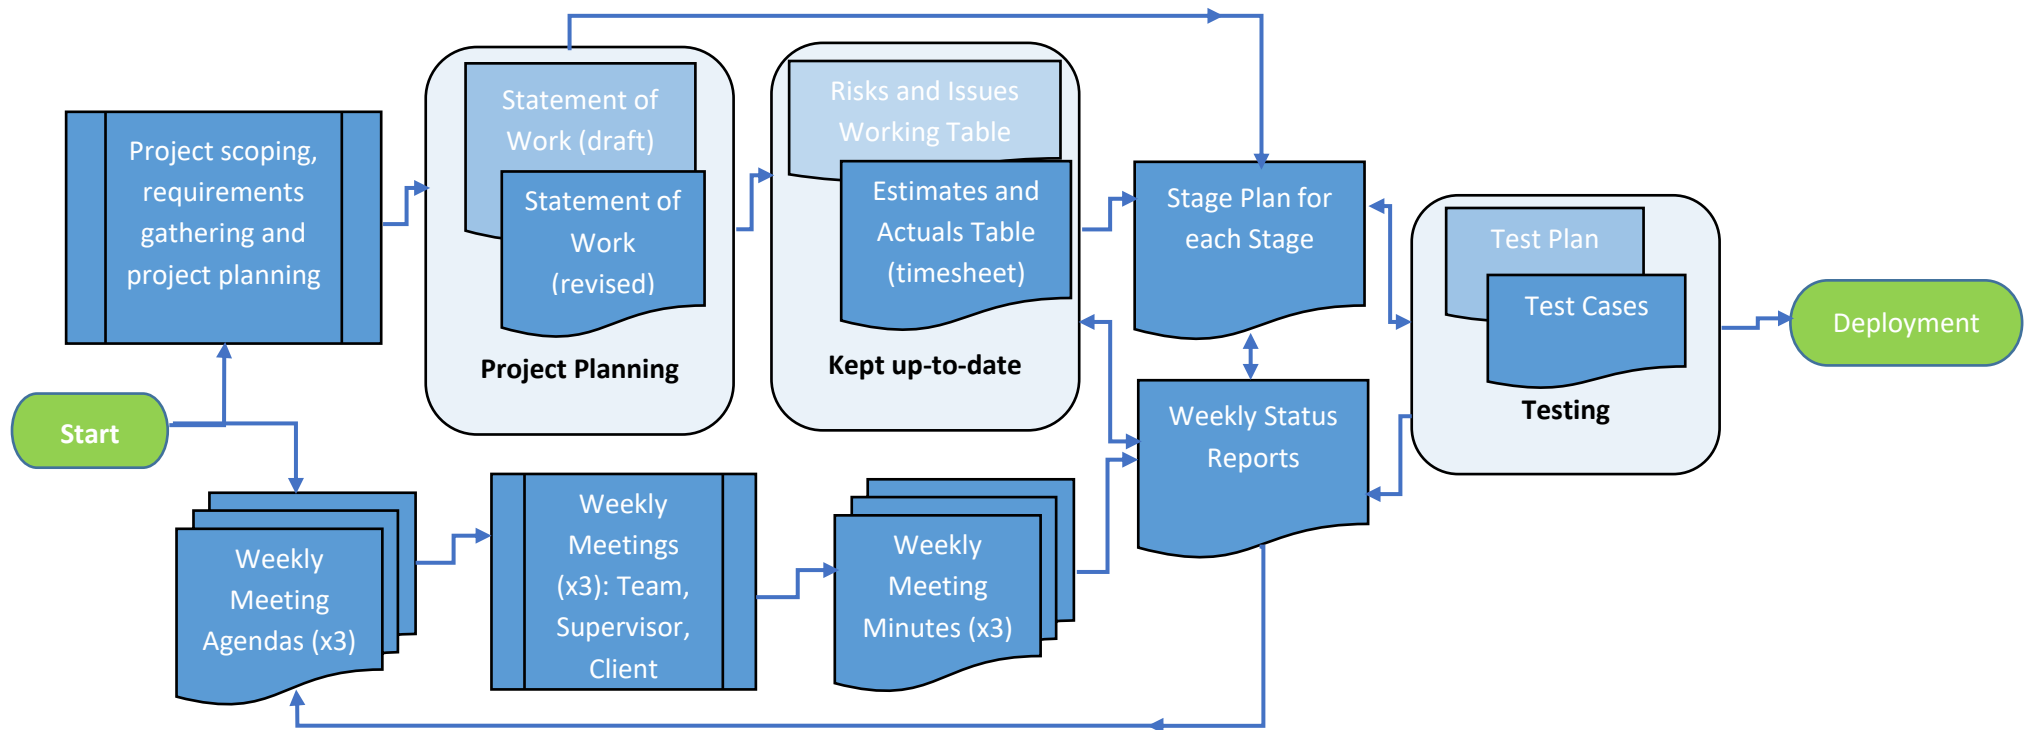 Project scoping,
requirements
gathering and
project planning
Statement of
Work (draft)
Statement of
Work
(revised)
Project Planning
Risks and Issues
Working Table
Estimates and
Actuals Table
(timesheet)
Kept up-to-date
Stage Plan for
each Stage
Test Plan
Test Cases
Testing
Deployment
Start
Weekly
Meeting
Agendas (x3)
Weekly
Meetings
(x3): Team,
Supervisor,
Client
Weekly
Meeting
Minutes (x3)
Weekly Status
Reports